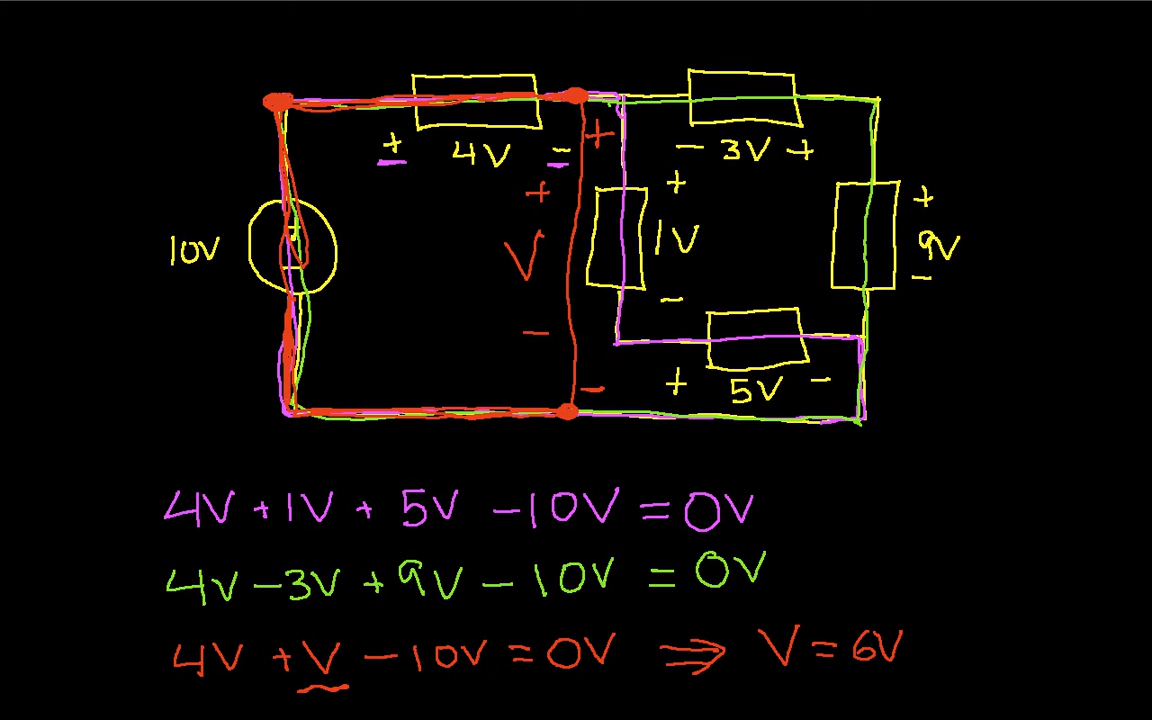 + 4V -
+
- 3V +
+
V
-
-
+
1V
-
+
9V
-
10V
+
-
+ 5V -
4V + 1V + 5V - 10V = 0V
4V - 3V + 9V - 10V = 0V
4V + V - 10V = 0V ⇒ V = 6V